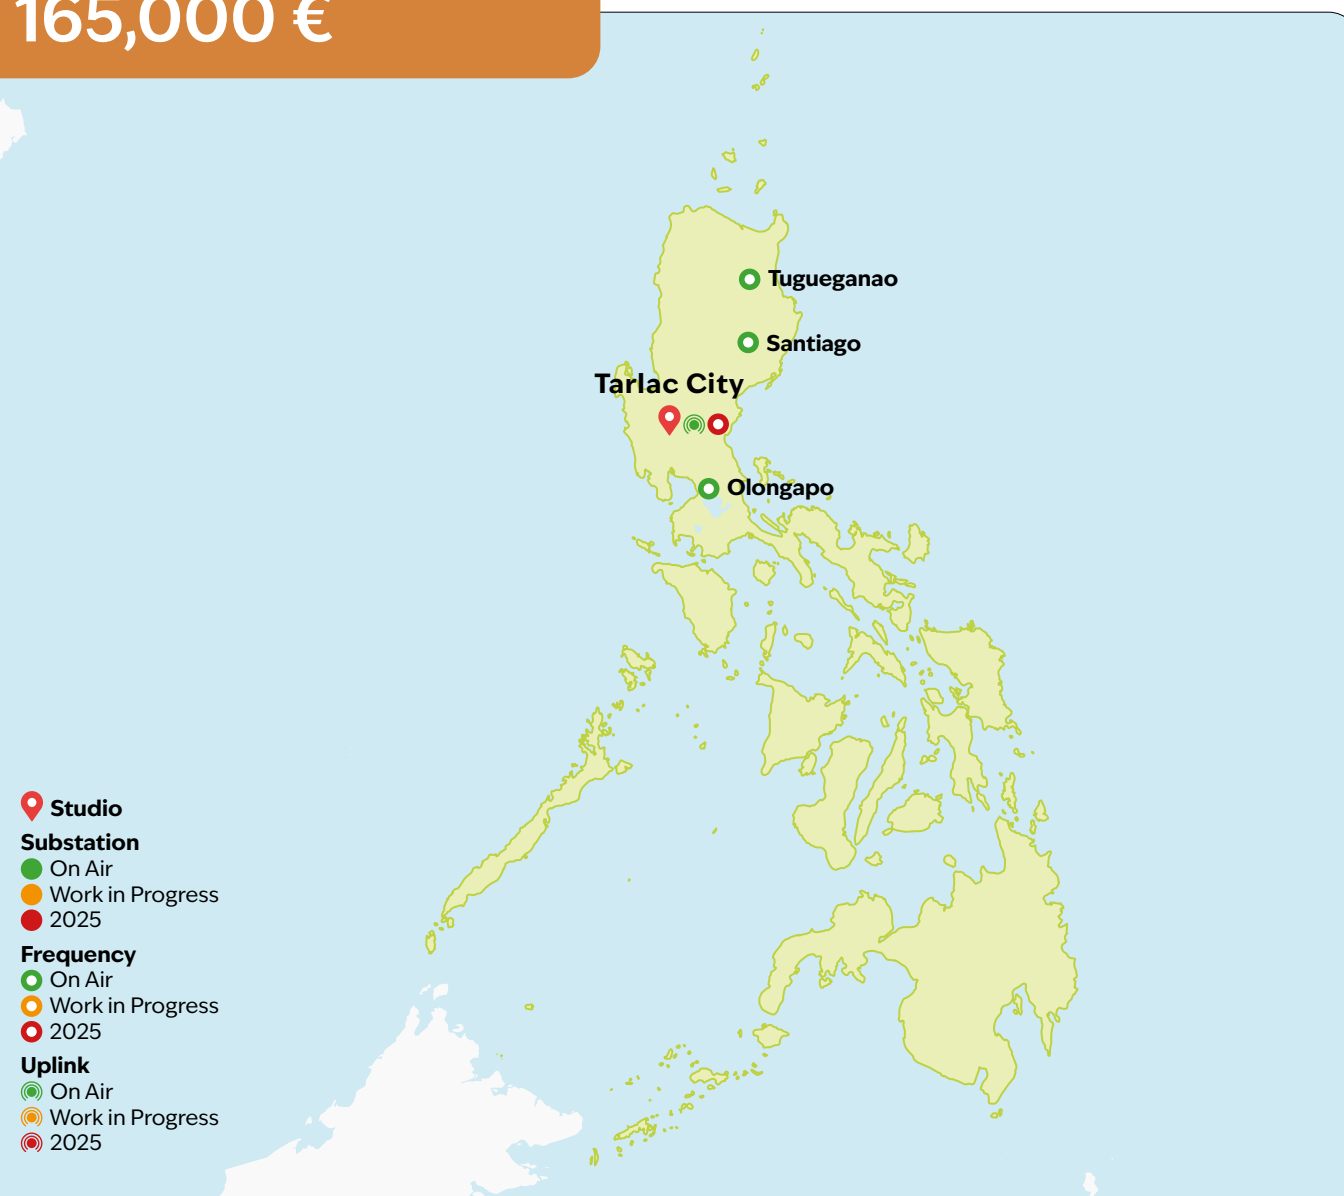 165,000 €
Tugueganao
Santiago
Tarlac City
Olongapo
Studio
Substation
On Air
Work in Progress
2025
Frequency
On Air
Work in Progress
2025
Uplink
On Air
Work in Progress
2025